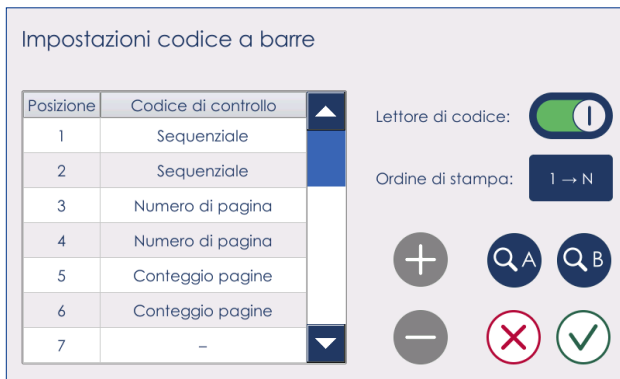 Impostazioni codice a barre
Posizione Codice di controllo
1 Sequenziale
2 Sequenziale
3 Numero di pagina
4 Numero di pagina
5 Conteggio pagine
6 Conteggio pagine
7 –
Lettore di codice: I
Ordine di stampa: 1 → N
A B